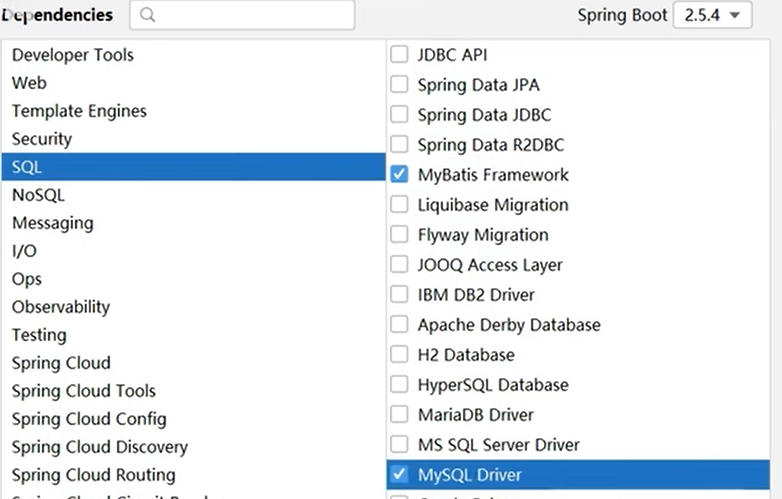 Dependencies
Spring Boot 2.5.4
Developer Tools
Web
Template Engines
Security
SQL
NoSQL
Messaging
I/O
Ops
Observability
Testing
Spring Cloud
Spring Cloud Tools
Spring Cloud Config
Spring Cloud Discovery
Spring Cloud Routing
JDBC API
Spring Data JPA
Spring Data JDBC
Spring Data R2DBC
MyBatis Framework
Liquibase Migration
Flyway Migration
JOOQ Access Layer
IBM DB2 Driver
Apache Derby Database
H2 Database
HyperSQL Database
MariaDB Driver
MS SQL Server Driver
MySQL Driver